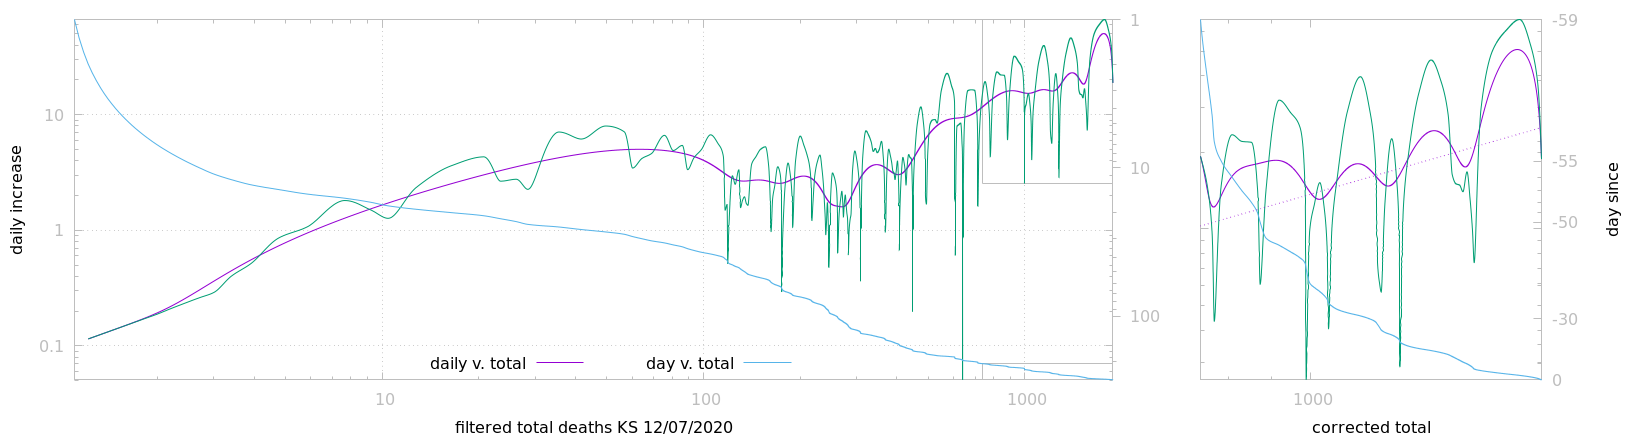 1
-59
10
10
-55
daily increase
day since
1
-50
100
-30
0.1
daily v. total
day v. total
0
10
100
1000
1000
filtered total deaths KS 12/07/2020
corrected total